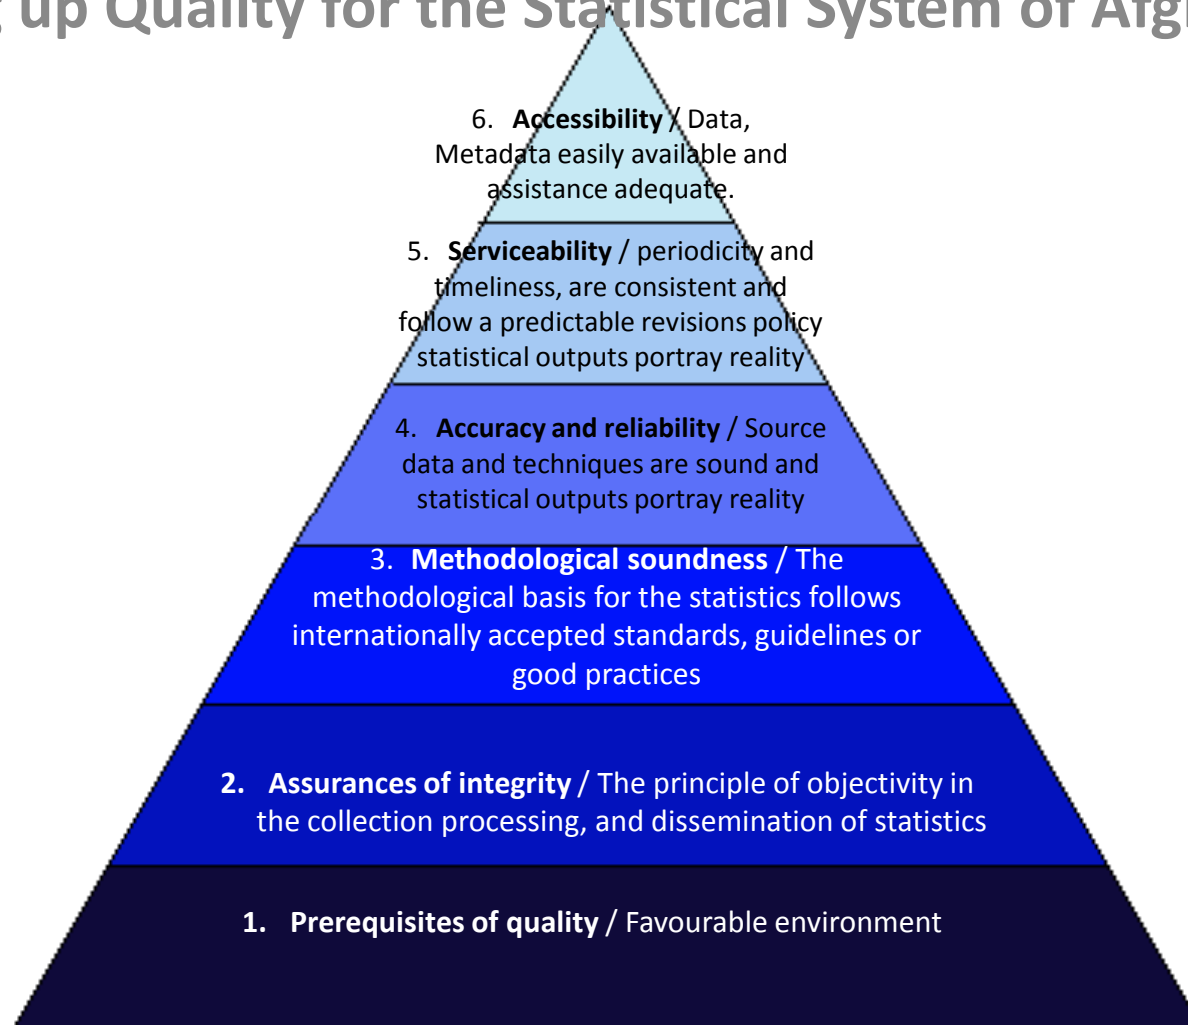 up Quality for the Statistical System of
6. Accessibility / Data,
Metadata easily available and
assistance adequate.
5. Serviceability / periodicity and
timeliness, are consistent and
follow a predictable revisions policy
statistical outputs portray reality
4. Accuracy and reliability / Source
data and techniques are sound and
statistical outputs portray reality
3. Methodological soundness / The
methodological basis for the statistics follows
internationally accepted standards, guidelines or
good practices
2. Assurances of integrity / The principle of objectivity in
the collection processing, and dissemination of statistics
1. Prerequisites of quality / Favourable environment